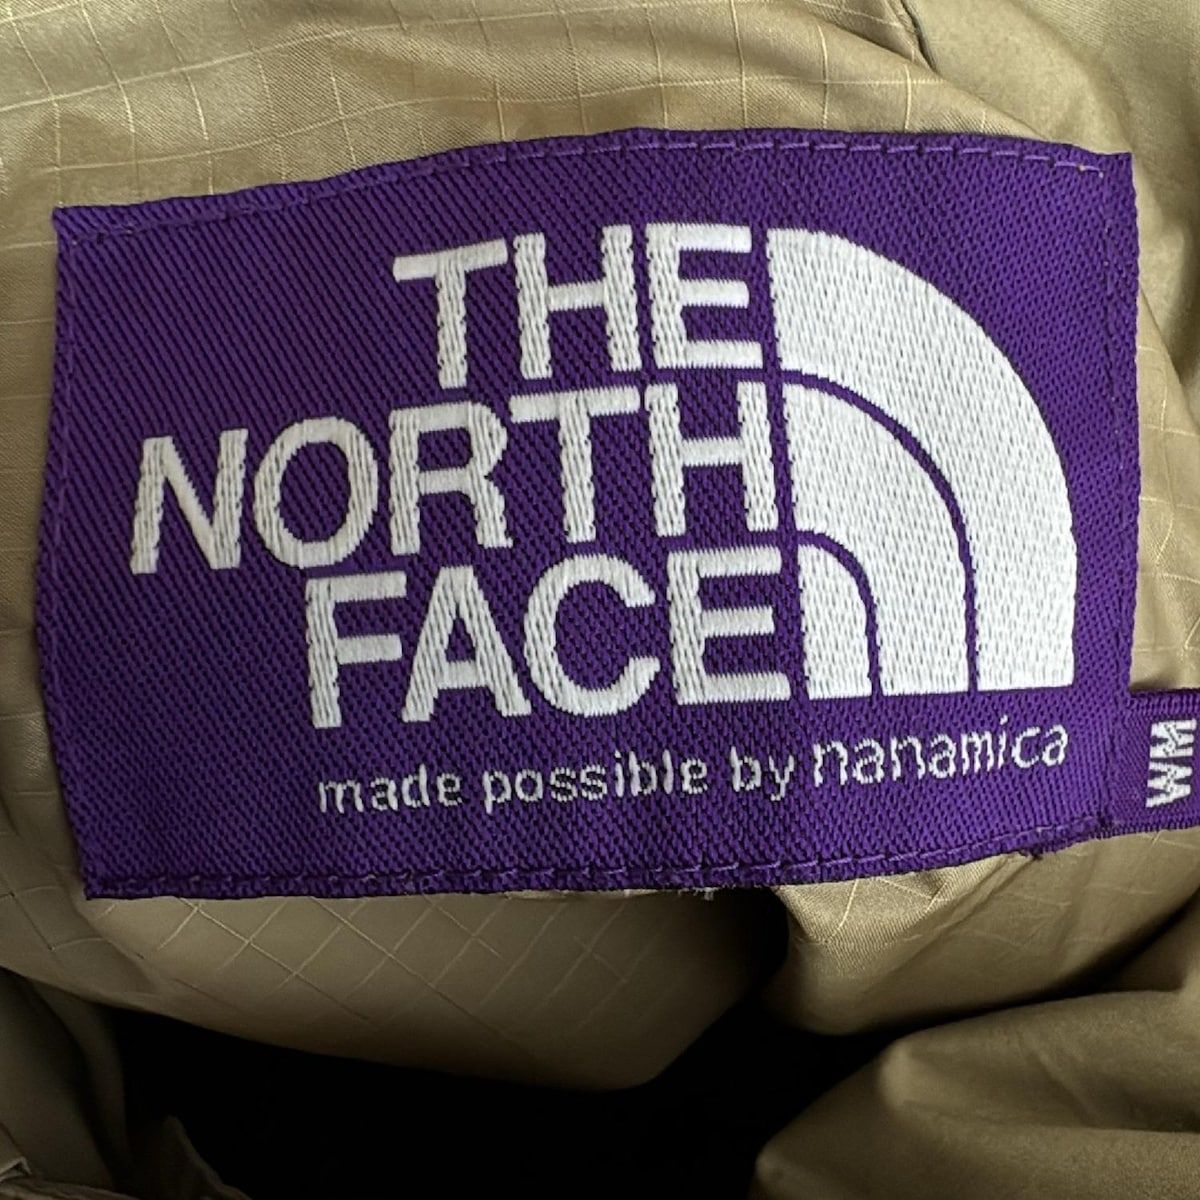 THE
NORTH
FACE
made possible by nanamica
WM